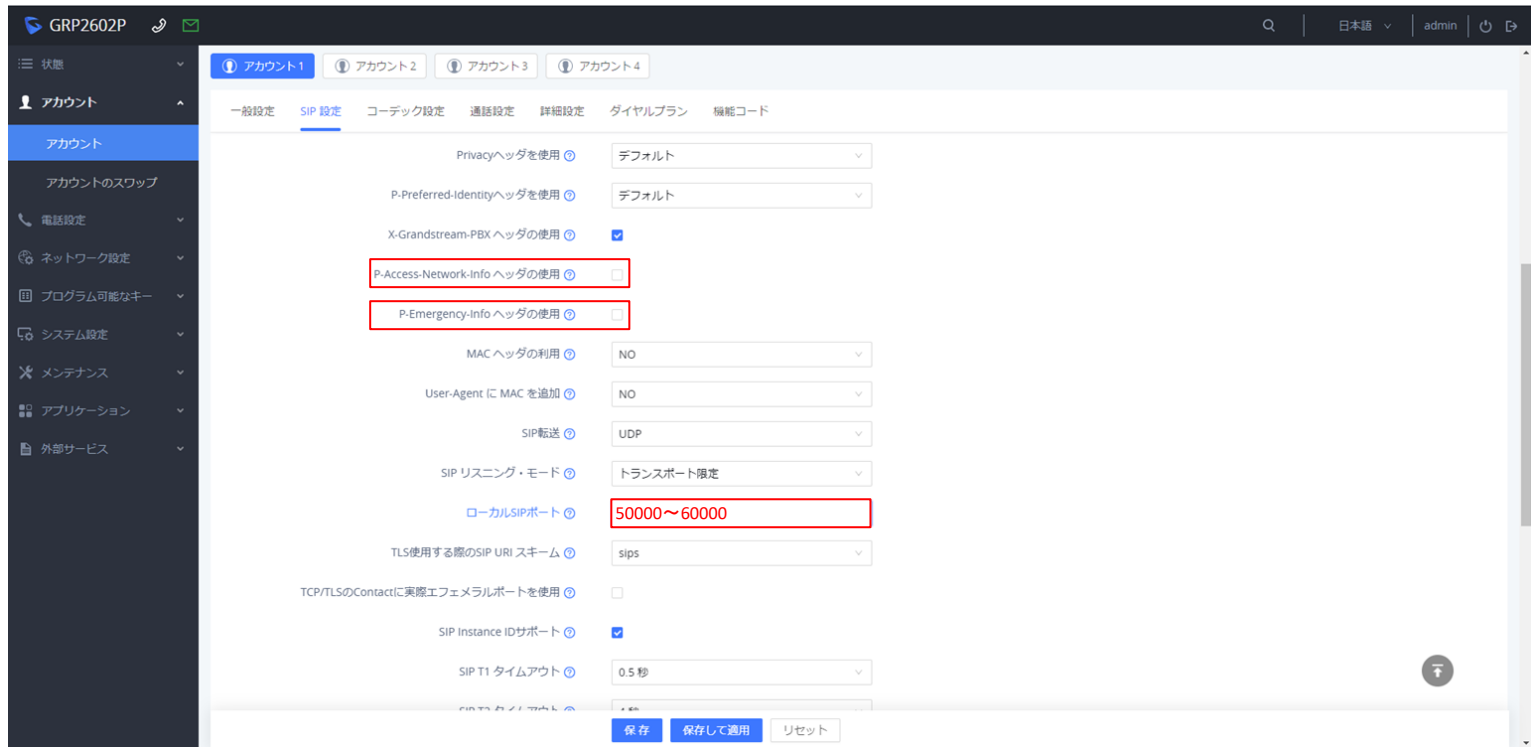 GRP2602P
日本語
admin
状態
アカウント
アカウント
アカウントのスワップ
電話設定
ネットワーク設定
プログラム可能なキー
システム設定
メンテナンス
アプリケーション
外部サービス
アカウント1 アカウント2 アカウント3 アカウント4
一般設定 SIP 設定 コーデック設定 通話設定 詳細設定 ダイヤルプラン 機能コード
Privacyヘッダを使用 デフォルト
P-Preferred-Identityヘッダを使用 デフォルト
X-Grandstream-PBX ヘッダの使用
P-Access-Network-Info ヘッダの使用
P-Emergency-Info ヘッダの使用
MAC ヘッダの利用 NO
User-Agent に MAC を追加 NO
SIP転送 UDP
SIP リスニング・モード トランスポート限定
ローカルSIPポート 50000～60000
TLS使用する際のSIP URI スキーム sips
TCP/TLSのContactに実際エフェメラルポートを使用
SIP Instance IDサポート
SIP T1 タイムアウト 0.5 秒
SIP T2 タイムアウト 4 秒
保存 保存して適用 リセット